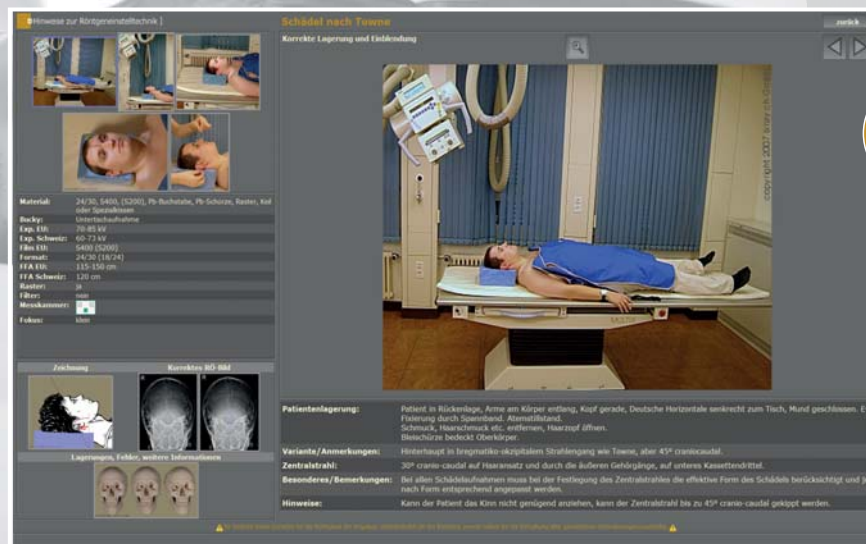 Hinweise zur Röntgeneinstelltechnik ]
Schädel nach Towne
zurück
Korrekte Lagerung und Einblendung
copyright 2007
Material: 24/30, S400, (S200), Pb-Buchstabe, Pb-Schürze, Raster, Keil
oder Spezialkissen
Bucky: Untertischaufnahme
Exp. EU: 70-85 kV
Exp. Schweiz: 60-73 kV
Film EU: S400 (S200)
Format: 24/30 (18/24)
FFA EU: 115-150 cm
FFA Schweiz: 120 cm
Raster: ja
Filter: nein
Messkammer:
Fokus: klein
Zeichnung
Korrektes RÖ-Bild
Lagerungen, Fehler, weitere Informationen
Patientenlagerung: Patient in Rückenlage, Arme am Körper entlang, Kopf gerade, Deutsche Horizontale senkrecht zum Tisch, Mund geschlossen. E
Fixierung durch Spannband. Atemstillstand.
Schmuck, Haarschmuck etc. entfernen, Haarzopf öffnen.
Bleischürze bedeckt Oberkörper.
Variante/Anmerkungen: Hinterhaupt in bregmatiko-okzipitalem Strahlengang wie Towne, aber 45° craniocaudal.
Zentralstrahl: 30° cranio-caudal auf Haaransatz und durch die äußeren Gehörgänge, auf unteres Kassettendrittel.
Besonderes/Bemerkungen: Bei allen Schädelaufnahmen muss bei der Festlegung des Zentralstrahles die effektive Form des Schädels berücksichtigt und je
nach Form entsprechend angepasst werden.
Hinweise: Kann der Patient das Kinn nicht genügend anziehen, kann der Zentralstrahl bis zu 45° cranio-caudal gekippt werden.